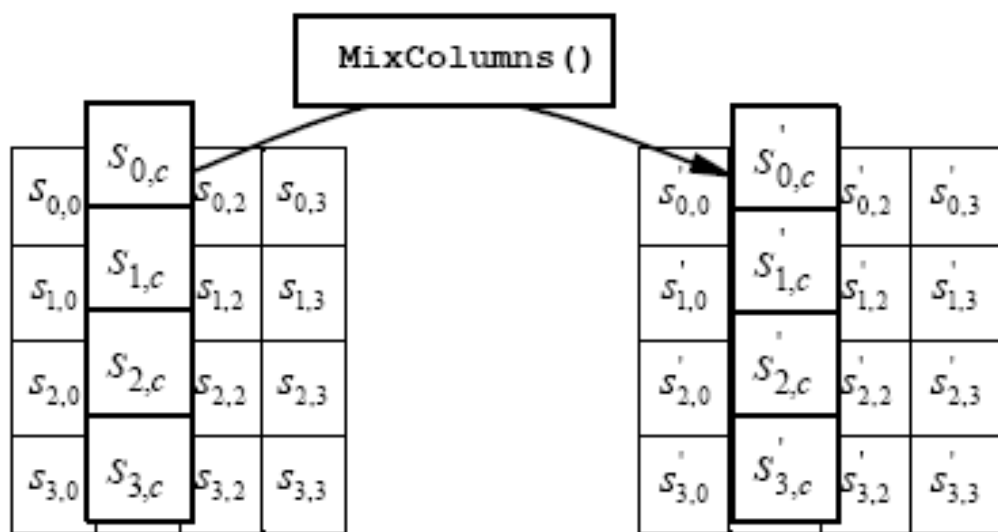 MixColumns()
s0,0 s0,c s0,2 s0,3
s1,0 s1,c s1,2 s1,3
s2,0 s2,c s2,2 s2,3
s3,0 s3,c s3,2 s3,3
s'0,0 s'0,c s'0,2 s'0,3
s'1,0 s'1,c s'1,2 s'1,3
s'2,0 s'2,c s'2,2 s'2,3
s'3,0 s'3,c s'3,2 s'3,3